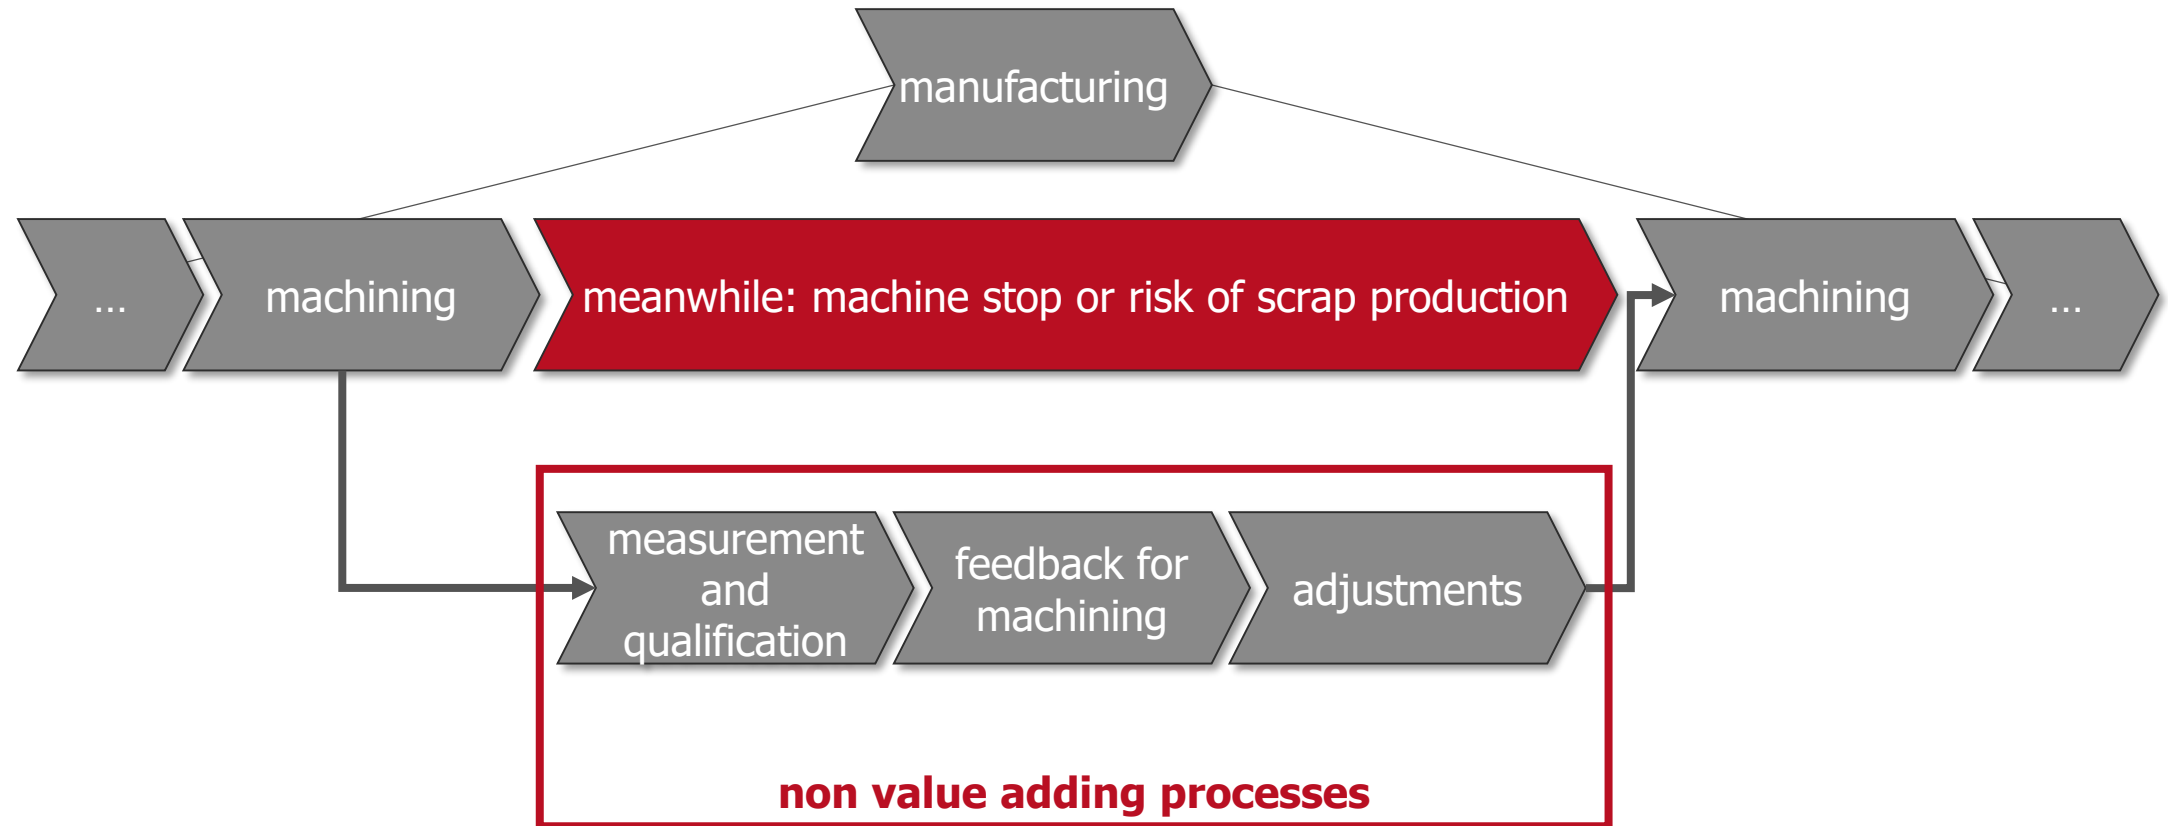 manufacturing
...
machining
meanwhile: machine stop or risk of scrap production
machining
...
measurement
and
qualification
feedback for
machining
adjustments
non value adding processes